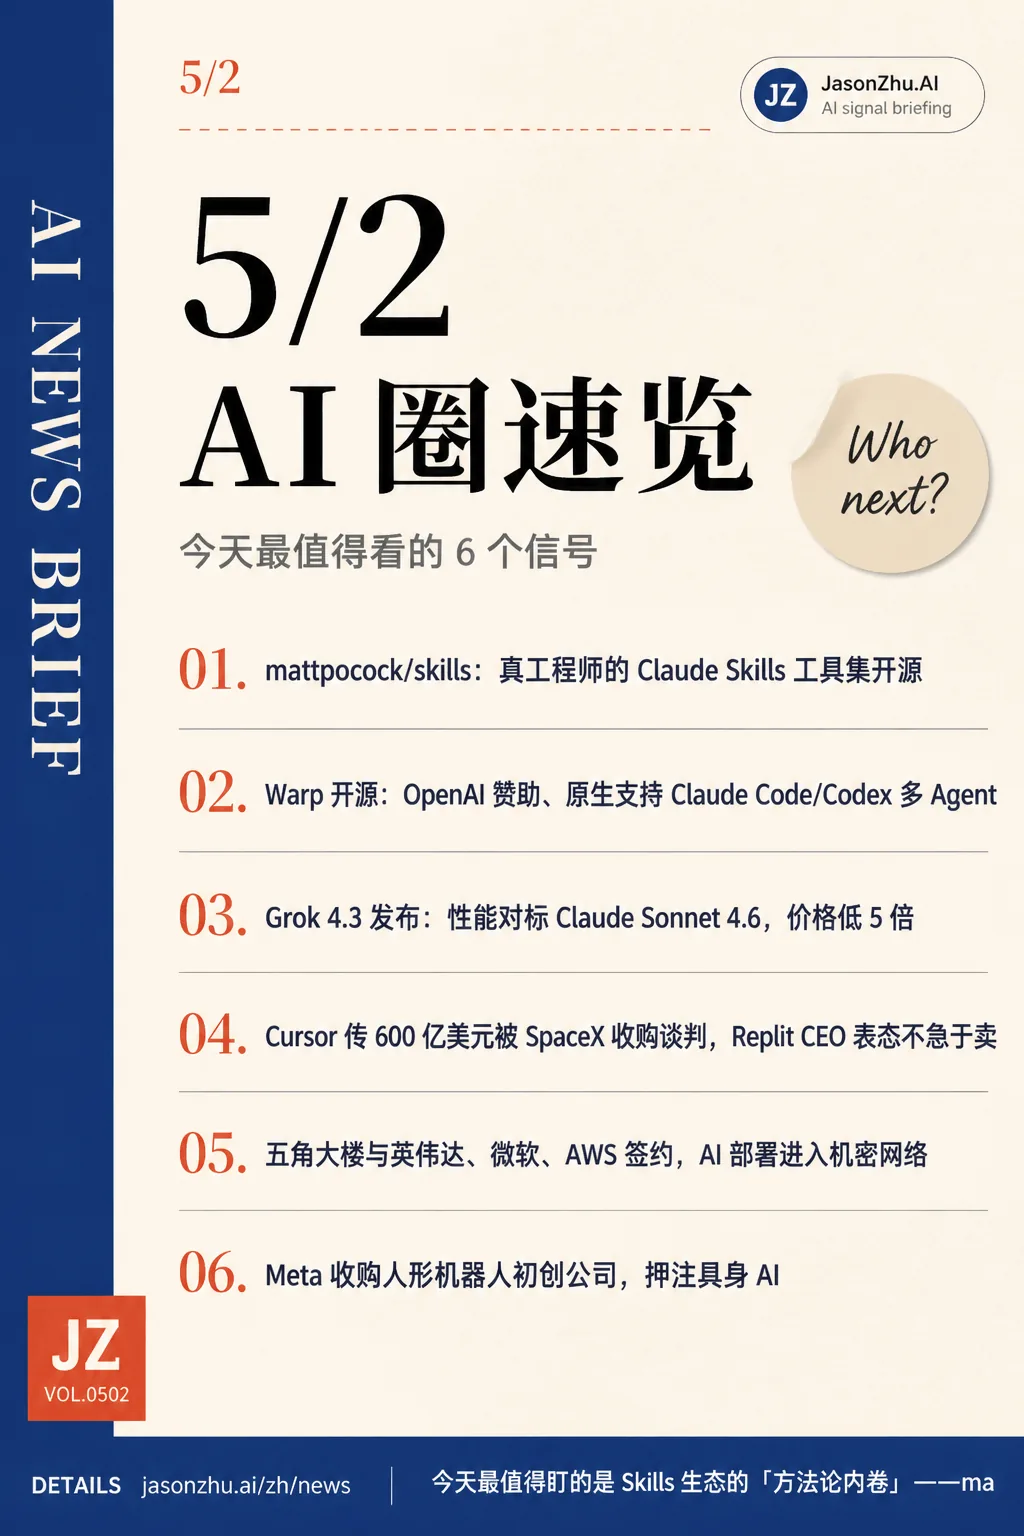 5/2
JZ
JasonZhu.AI
AI signal briefing
AI NEWS BRIEF
5/2
AI 圈速览
Who
next?
今天最值得看的 6 个信号
01. mattpocock/skills：真工程师的 Claude Skills 工具集开源
02. Warp 开源：OpenAI 赞助、原生支持 Claude Code/Codex 多 Agent
03. Grok 4.3 发布：性能对标 Claude Sonnet 4.6，价格低 5 倍
04. Cursor 传 600 亿美元被 SpaceX 收购谈判，Replit CEO 表态不急于卖
05. 五角大楼与英伟达、微软、AWS 签约，AI 部署进入机密网络
06. Meta 收购人形机器人初创公司，押注具身 AI
JZ
VOL.0502
DETAILS jasonzhu.ai/zh/news
今天最值得盯的是 Skills 生态的「方法论内卷」——ma